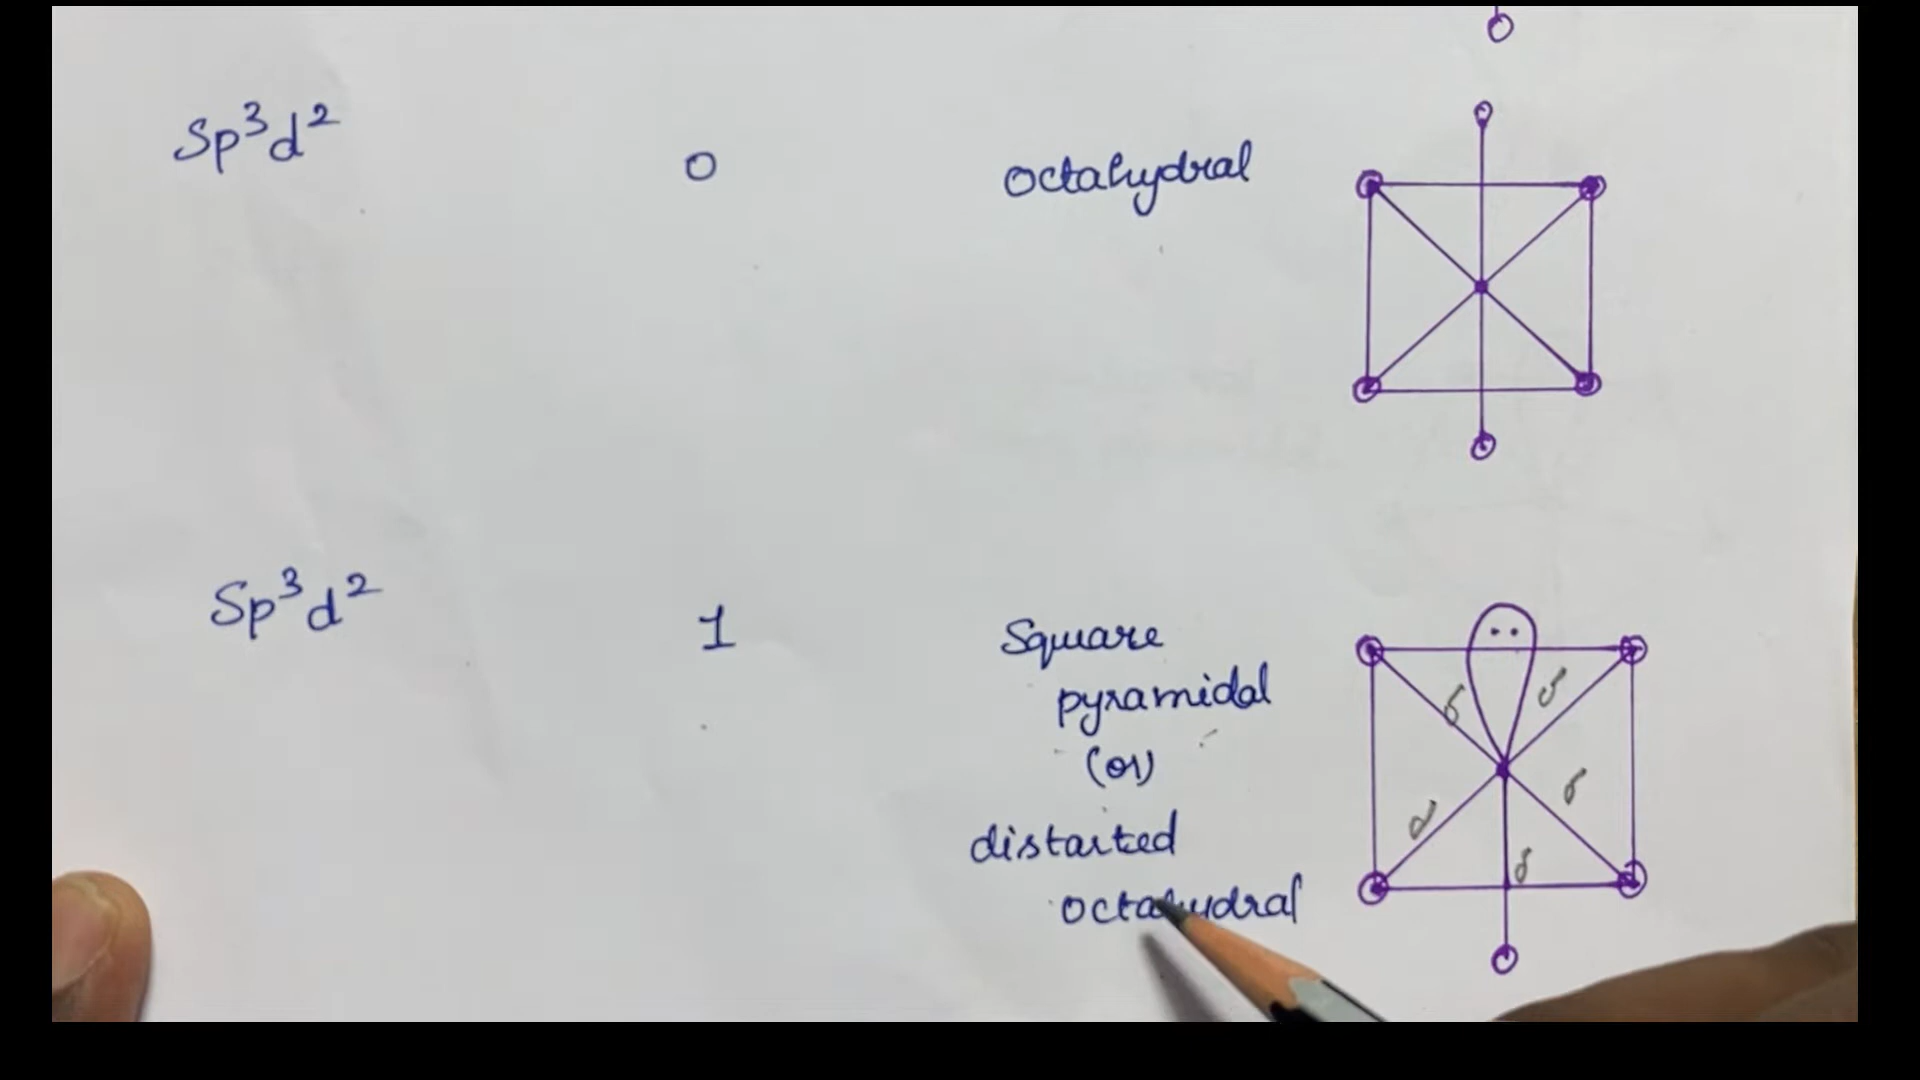 Sp³d² 0 octahydral
Sp³d² 1 Square
pyramidal
(or)
distarted
octahydral